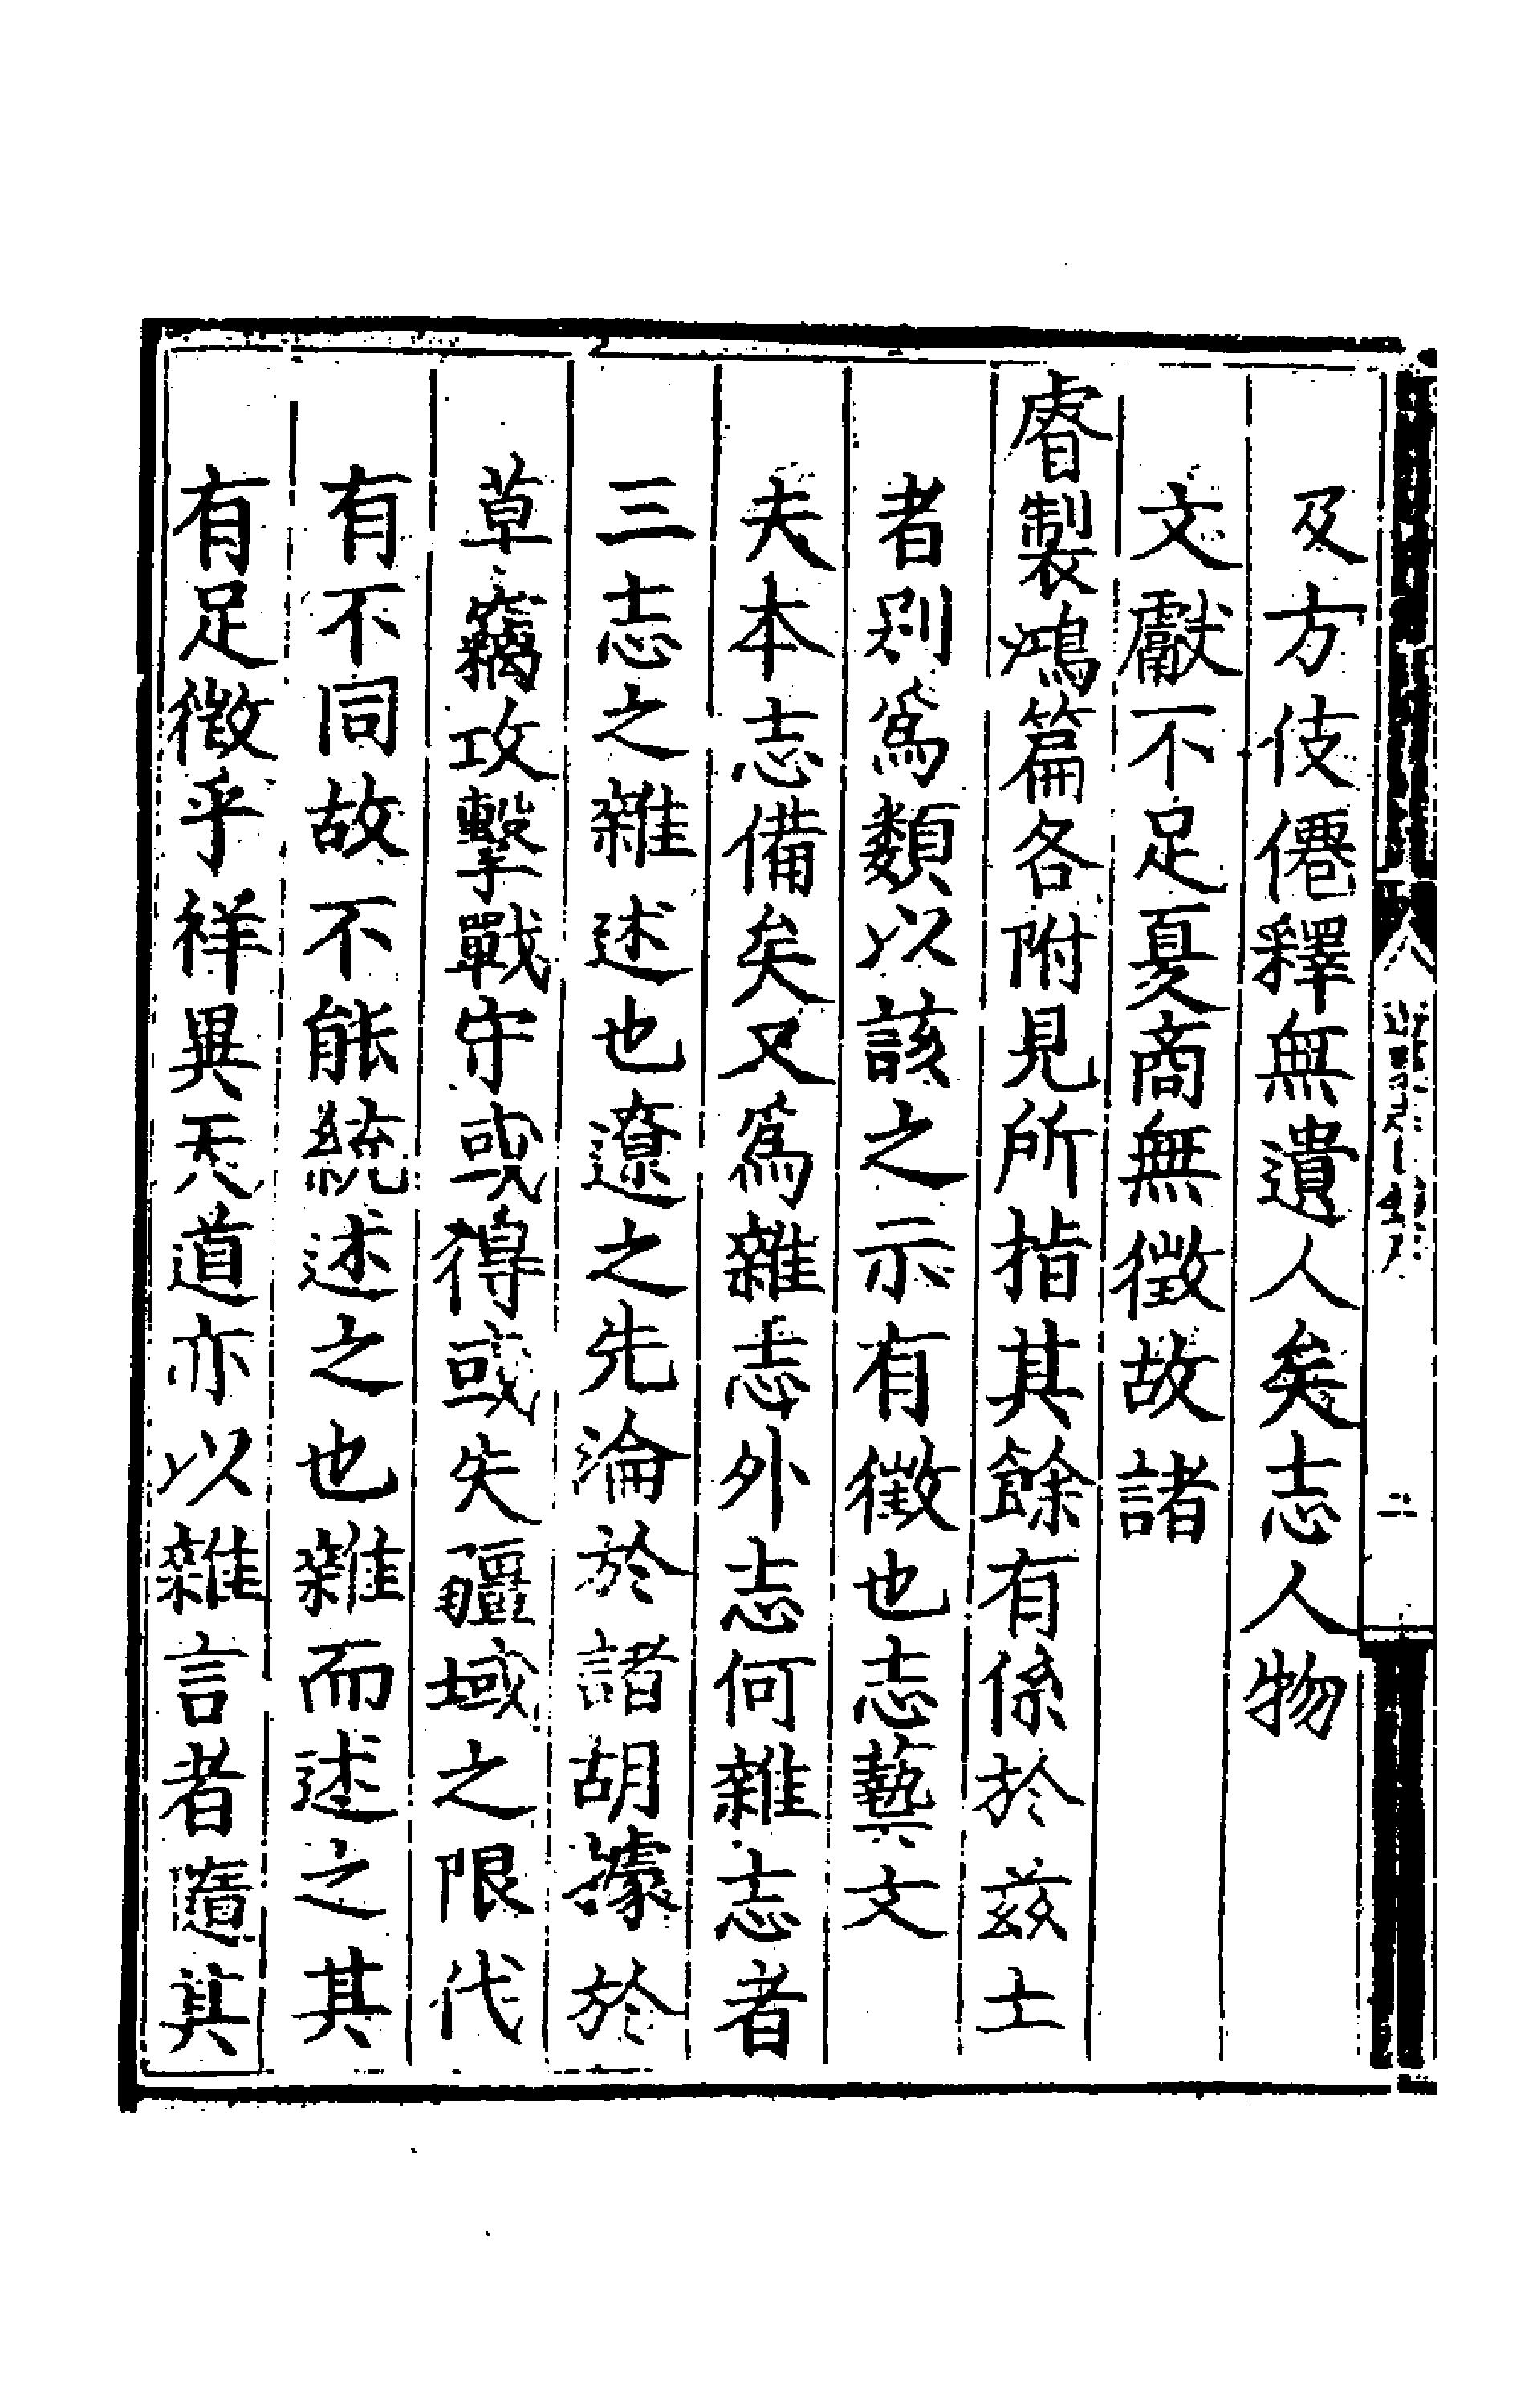 及方伎僊釋無遺人矣志人物
文獻不足夏商無徴故諸
睿製鴻篇各附見所指其餘有係於兹土
者别爲類以該之示有徴也志藝文
夫本志備矣又爲雜志外志何雜志者
三志之雜述也遼之先淪於諸胡據於
草竊攻擊戰守或得或失疆域之限代
有不同故不能統述之也雜而述之其
有足徴乎祥異天道亦以雜言者隨其
二